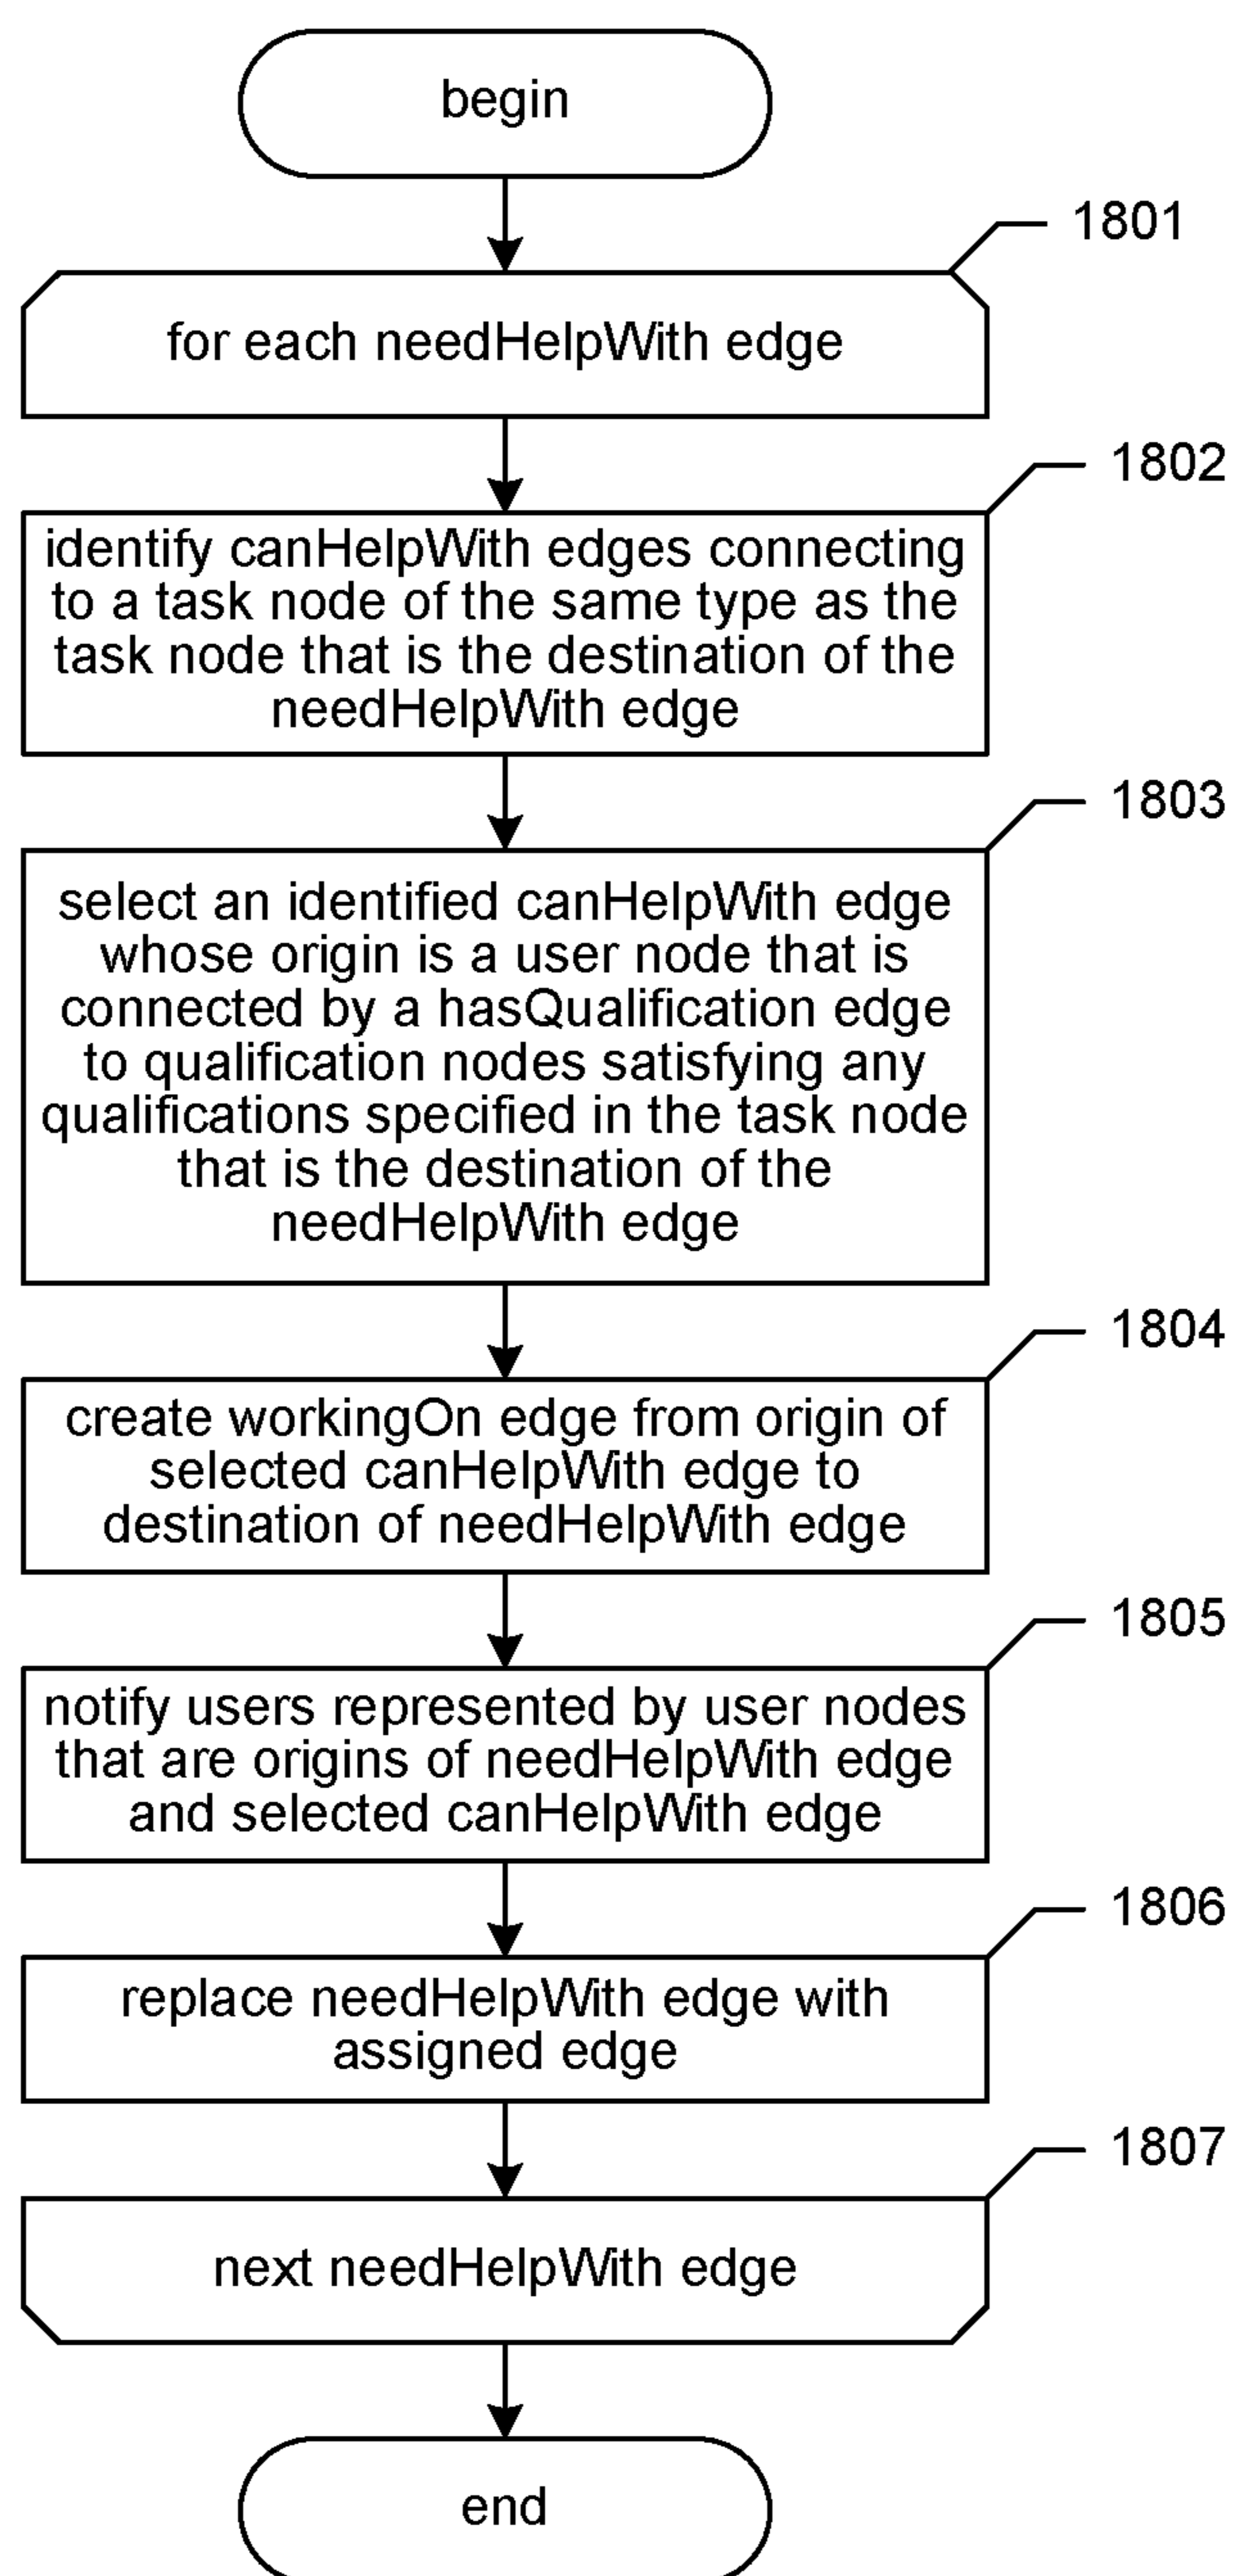 begin
1801
for each needHelpWith edge
1802
identify canHelpWith edges connecting
to a task node of the same type as the
task node that is the destination of the
needHelpWith edge
1803
select an identified canHelpWith edge
whose origin is a user node that is
connected by a hasQualification edge
to qualification nodes satisfying any
qualifications specified in the task node
that is the destination of the
needHelpWith edge
1804
create workingOn edge from origin of
selected canHelpWith edge to
destination of needHelpWith edge
1805
notify users represented by user nodes
that are origins of needHelpWith edge
and selected canHelpWith edge
1806
replace needHelpWith edge with
assigned edge
1807
next needHelpWith edge
end